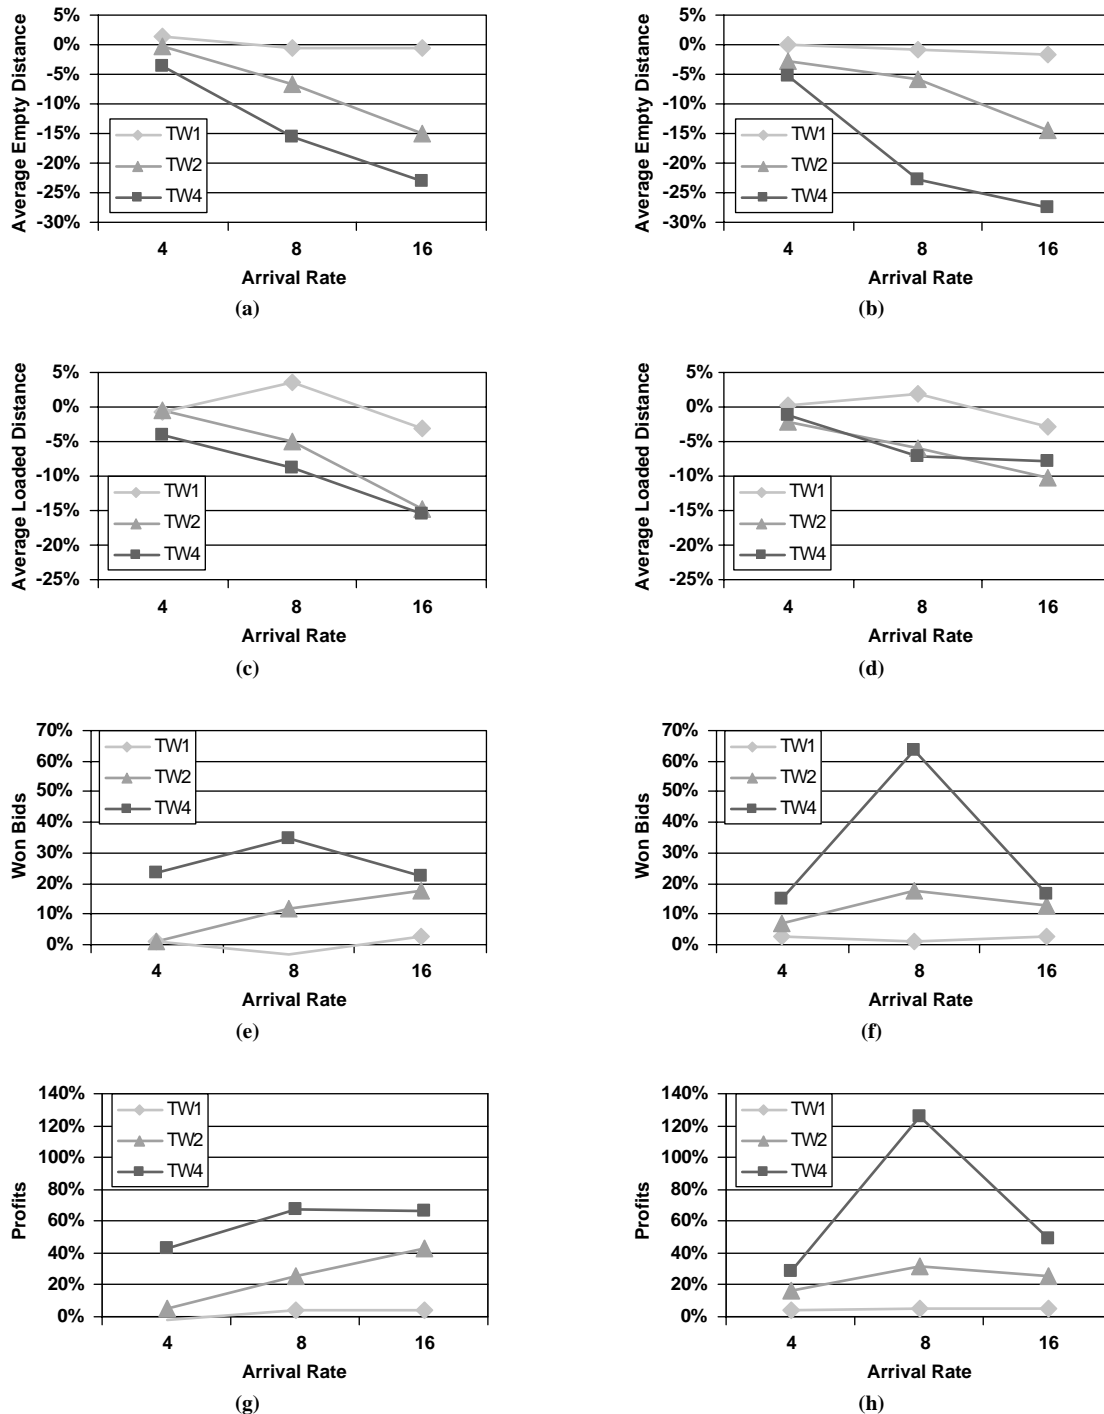 5%
0%
-5%
-10%
-15%
-20%
-25%
-30%
Average Empty Distance
TW1
TW2
TW4
4
8
16
Arrival Rate
(a)
5%
0%
-5%
-10%
-15%
-20%
-25%
-30%
Average Empty Distance
TW1
TW2
TW4
4
8
16
Arrival Rate
(b)
5%
0%
-5%
-10%
-15%
-20%
-25%
Average Loaded Distance
TW1
TW2
TW4
4
8
16
Arrival Rate
(c)
5%
0%
-5%
-10%
-15%
-20%
-25%
Average Loaded Distance
TW1
TW2
TW4
4
8
16
Arrival Rate
(d)
70%
60%
50%
40%
30%
20%
10%
0%
Won Bids
TW1
TW2
TW4
4
8
16
Arrival Rate
(e)
70%
60%
50%
40%
30%
20%
10%
0%
Won Bids
TW1
TW2
TW4
4
8
16
Arrival Rate
(f)
140%
120%
100%
80%
60%
40%
20%
0%
Profits
TW1
TW2
TW4
4
8
16
Arrival Rate
(g)
140%
120%
100%
80%
60%
40%
20%
0%
Profits
TW1
TW2
TW4
4
8
16
Arrival Rate
(h)